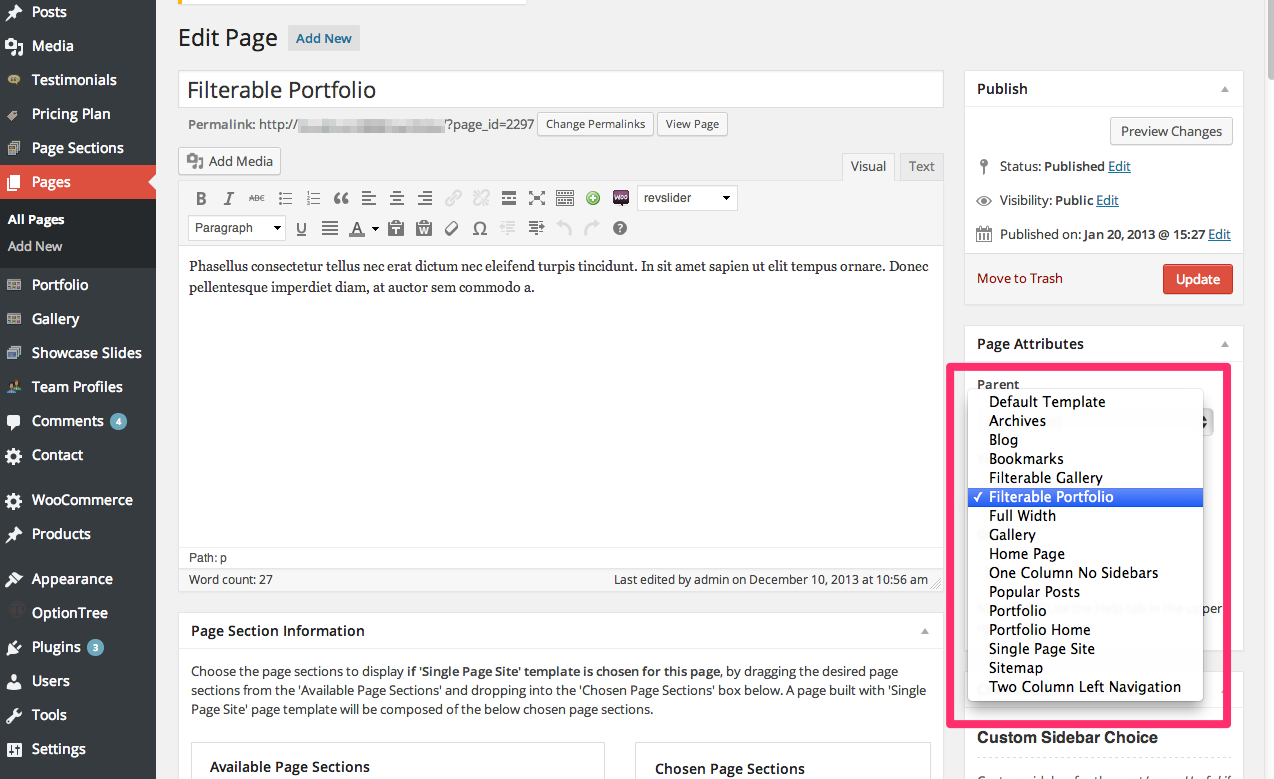 Posts
Media
Testimonials
Pricing Plan
Page Sections
Pages
All Pages
Add New
Portfolio
Gallery
Showcase Slides
Team Profiles
Comments 4
Contact
WooCommerce
Products
Appearance
OptionTree
Plugins 3
Users
Tools
Settings
Edit Page Add New
Filterable Portfolio
Permalink: http:// /?page_id=2297 Change Permalinks View Page
Add Media
Visual Text
B I ABC WOO revslider
Paragraph U A T W Ω ?
Phasellus consectetur tellus nec erat dictum nec eleifend turpis tincidunt. In sit amet sapien ut elit tempus ornare. Donec
pellentesque imperdiet diam, at auctor sem commodo a.
Path: p
Word count: 27 Last edited by admin on December 10, 2013 at 10:56 am
Page Section Information
Choose the page sections to display if 'Single Page Site' template is chosen for this page, by dragging the desired page
sections from the 'Available Page Sections' and dropping into the 'Chosen Page Sections' box below. A page built with 'Single
Page Site' page template will be composed of the below chosen page sections.
Available Page Sections
Chosen Page Sections
Publish
Preview Changes
Status: Published Edit
Visibility: Public Edit
Published on: Jan 20, 2013 @ 15:27 Edit
Move to Trash Update
Page Attributes
Parent
Default Template
Archives
Blog
Bookmarks
Filterable Gallery
✓ Filterable Portfolio
Full Width
Gallery
Home Page
One Column No Sidebars
Popular Posts
Portfolio
Portfolio Home
Single Page Site
Sitemap
Two Column Left Navigation
Custom Sidebar Choice